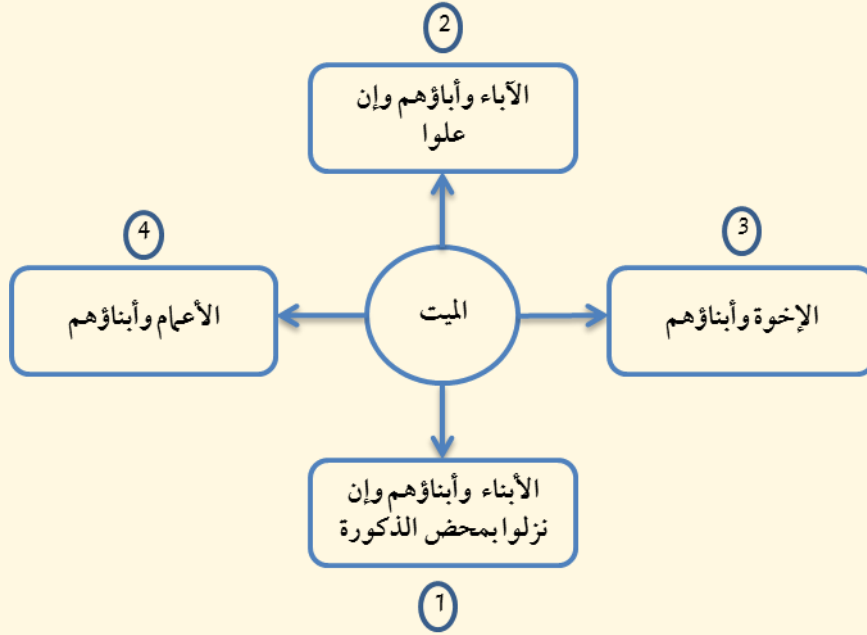 2
الآباء وأباؤهم وإن
علوا
3
الإخوة وأبناؤهم
الميت
4
الأعمام وأبناؤهم
الأبناء وأبناؤهم وإن
نزلوا بمحض الذكورة
1